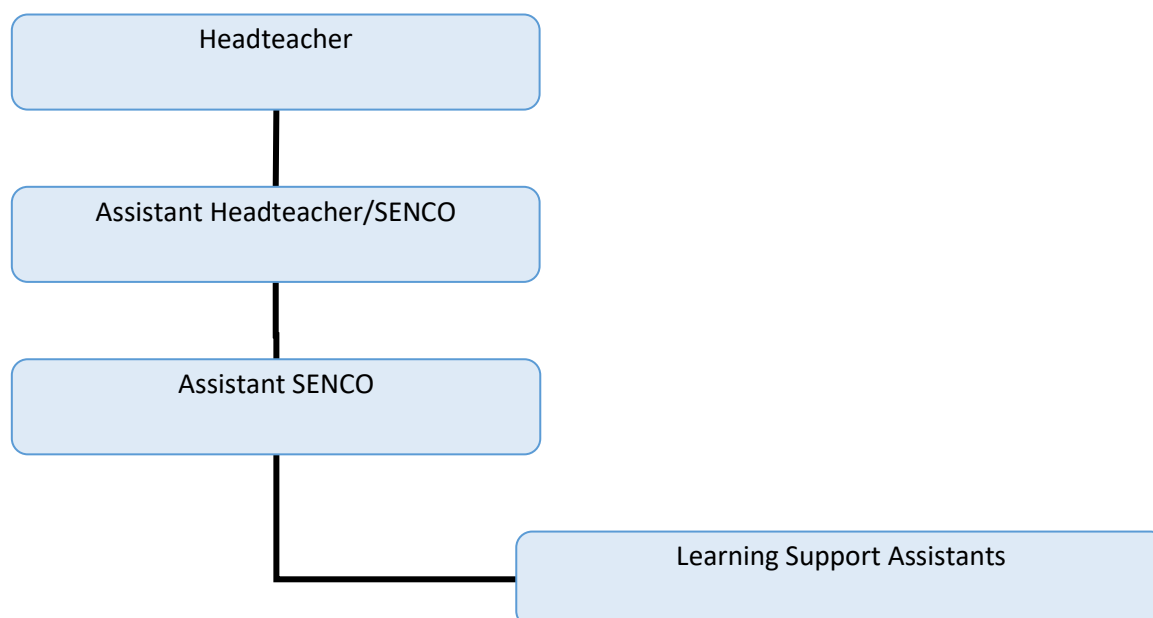 Headteacher
Assistant Headteacher/SENCO
Assistant SENCO
Learning Support Assistants